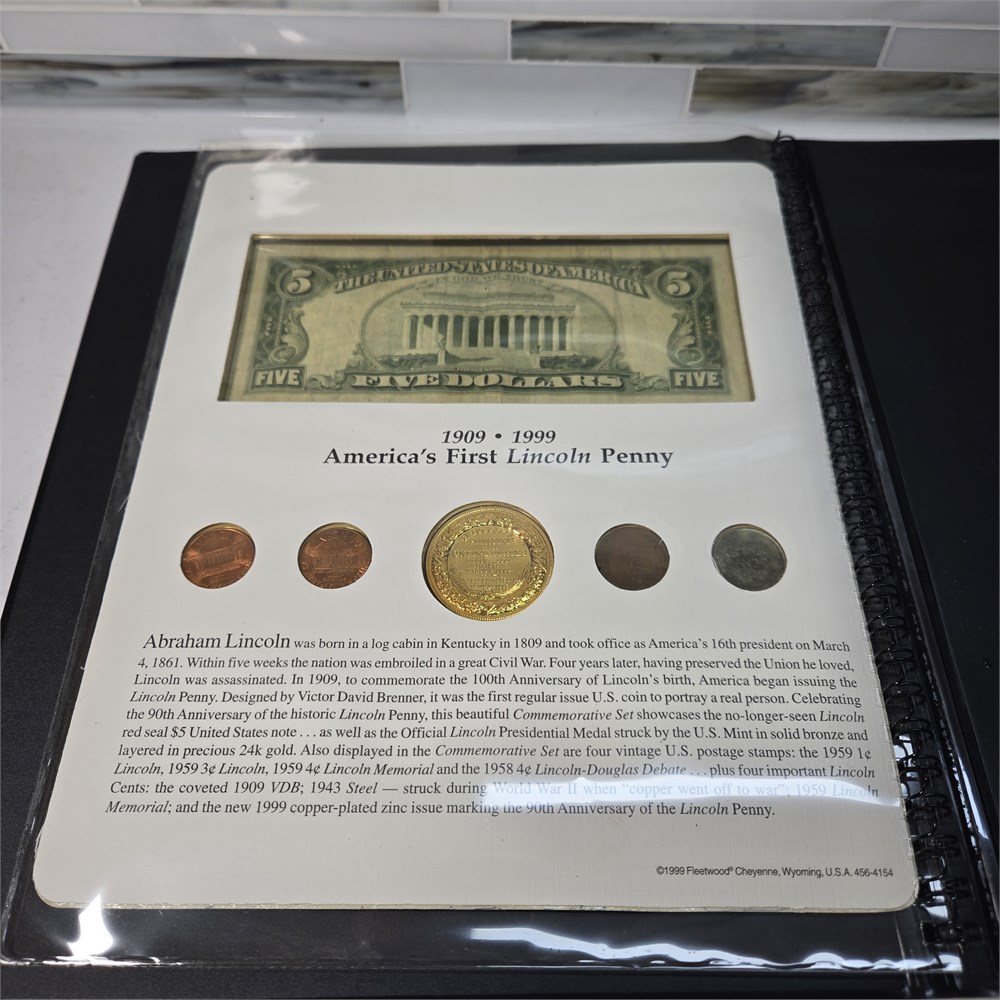 5 THE UNITED STATES OF AMERICA 5
FIVE FIVE DOLLARS FIVE
1909 • 1999
America's First Lincoln Penny
Abraham Lincoln was born in a log cabin in Kentucky in 1809 and took office as America's 16th president on March
4, 1861. Within five weeks the nation was embroiled in a great Civil War. Four years later, having preserved the Union he loved,
Lincoln was assassinated. In 1909, to commemorate the 100th Anniversary of Lincoln's birth, America began issuing the
Lincoln Penny. Designed by Victor David Brenner, it was the first regular issue U.S. coin to portray a real person. Celebrating
the 90th Anniversary of the historic Lincoln Penny, this beautiful Commemorative Set showcases the no-longer-seen Lincoln
red seal $5 United States note . . . as well as the Official Lincoln Presidential Medal struck by the U.S. Mint in solid bronze and
layered in precious 24k gold. Also displayed in the Commemorative Set are four vintage U.S. postage stamps: the 1959 1¢
Lincoln, 1959 3¢ Lincoln, 1959 4¢ Lincoln Memorial and the 1958 4¢ Lincoln-Douglas Debate . . . plus four important Lincoln
Cents: the coveted 1909 VDB; 1943 Steel — struck during World War II when "copper went off to war"; 1959 Lincoln
Memorial; and the new 1999 copper-plated zinc issue marking the 90th Anniversary of the Lincoln Penny.
©1999 Fleetwood® Cheyenne, Wyoming, U.S.A. 456-4154